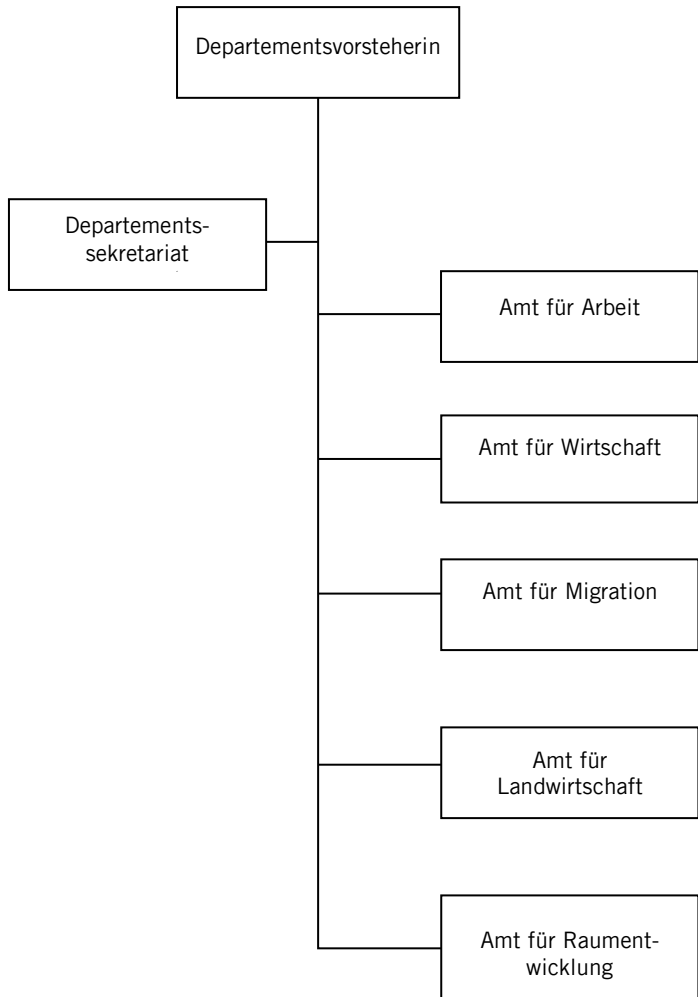 Departementsvorsteherin
Departements-
sekretariat
Amt für Arbeit
Amt für Wirtschaft
Amt für Migration
Amt für
Landwirtschaft
Amt für Raument-
wicklung